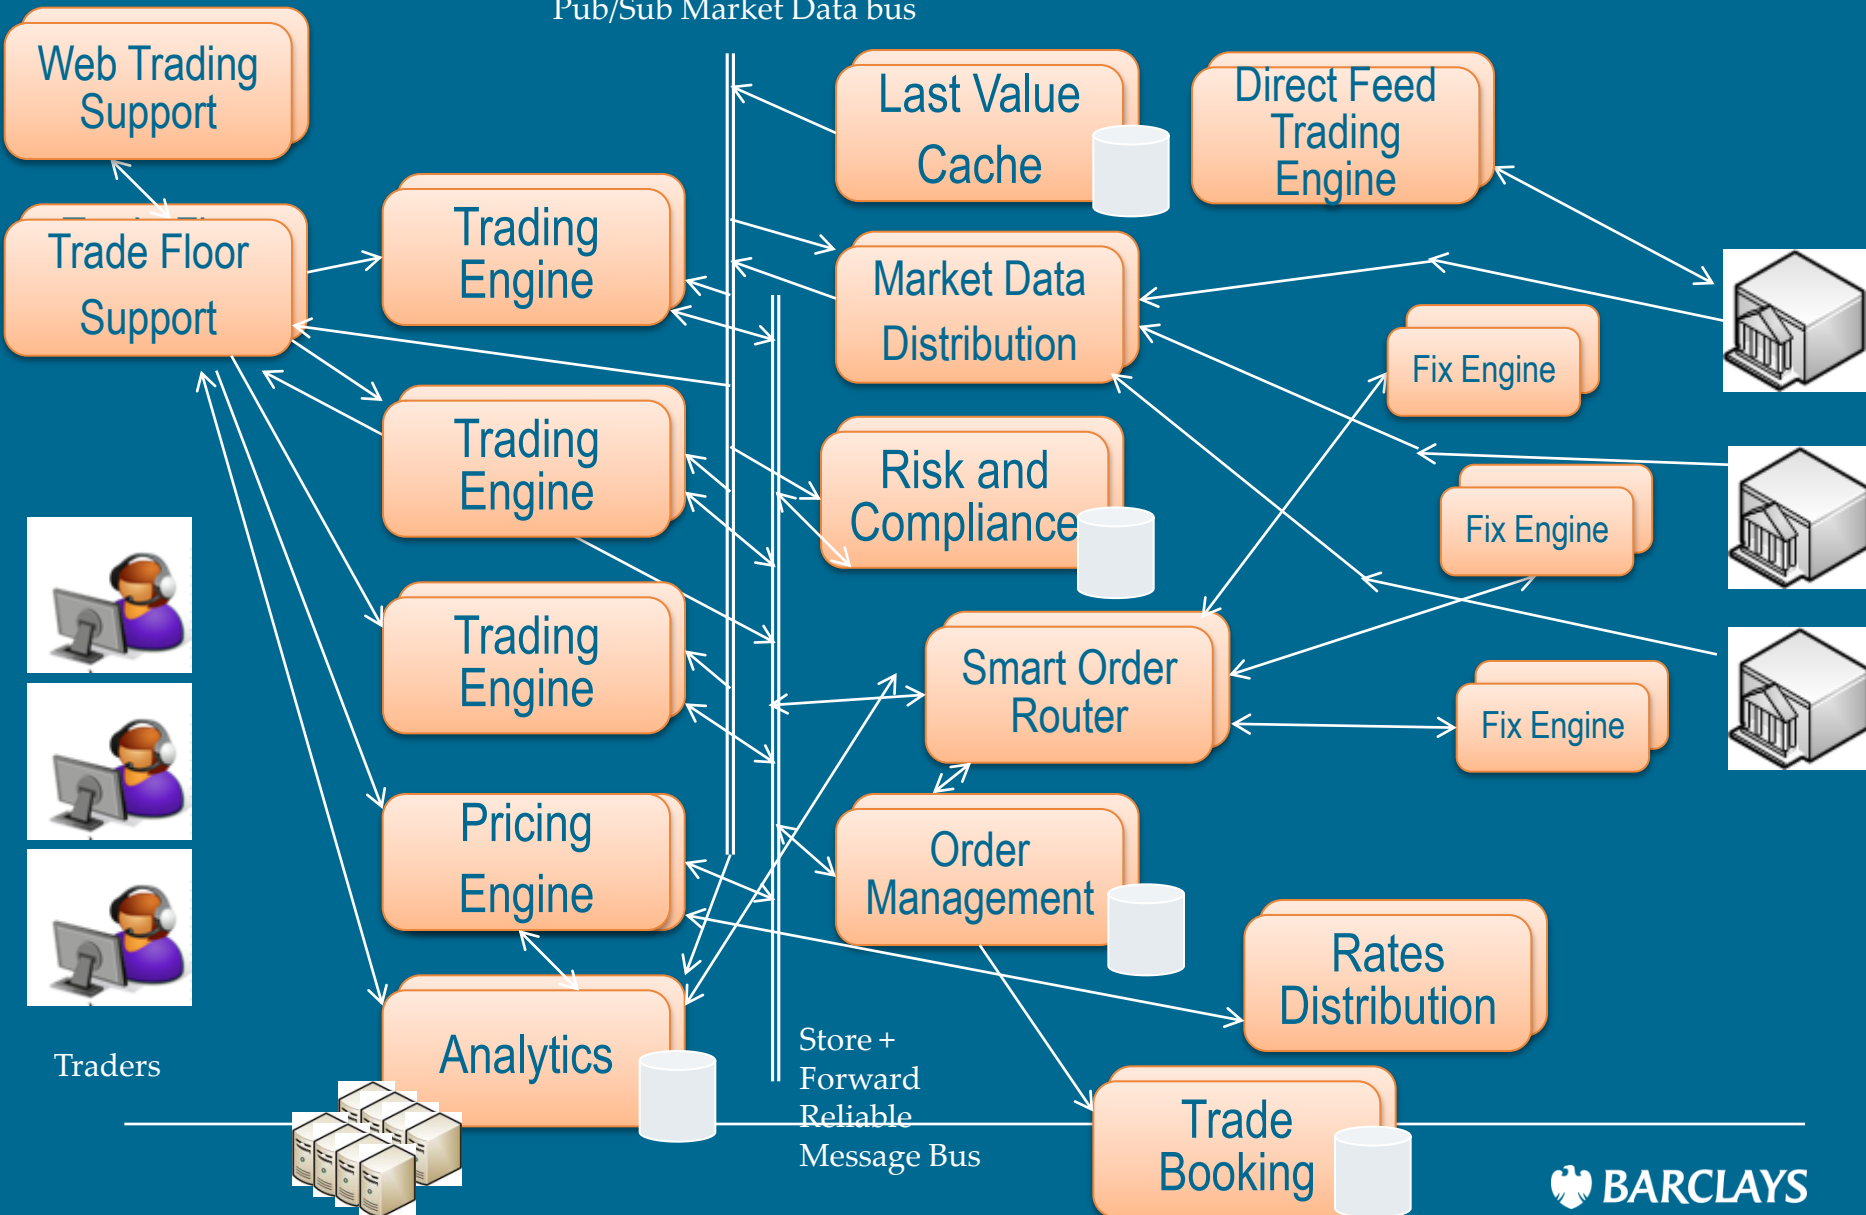 Pub/Sub Market Data bus
Web Trading
Support
Trade Floor
Support
Trading
Engine
Trading
Engine
Trading
Engine
Pricing
Engine
Analytics
Traders
Last Value
Cache
Market Data
Distribution
Risk and
Compliance
Smart Order
Router
Order
Management
Store +
Forward
Reliable
Message Bus
Direct Feed
Trading
Engine
Fix Engine
Fix Engine
Fix Engine
Rates
Distribution
Trade
Booking
BARCLAYS